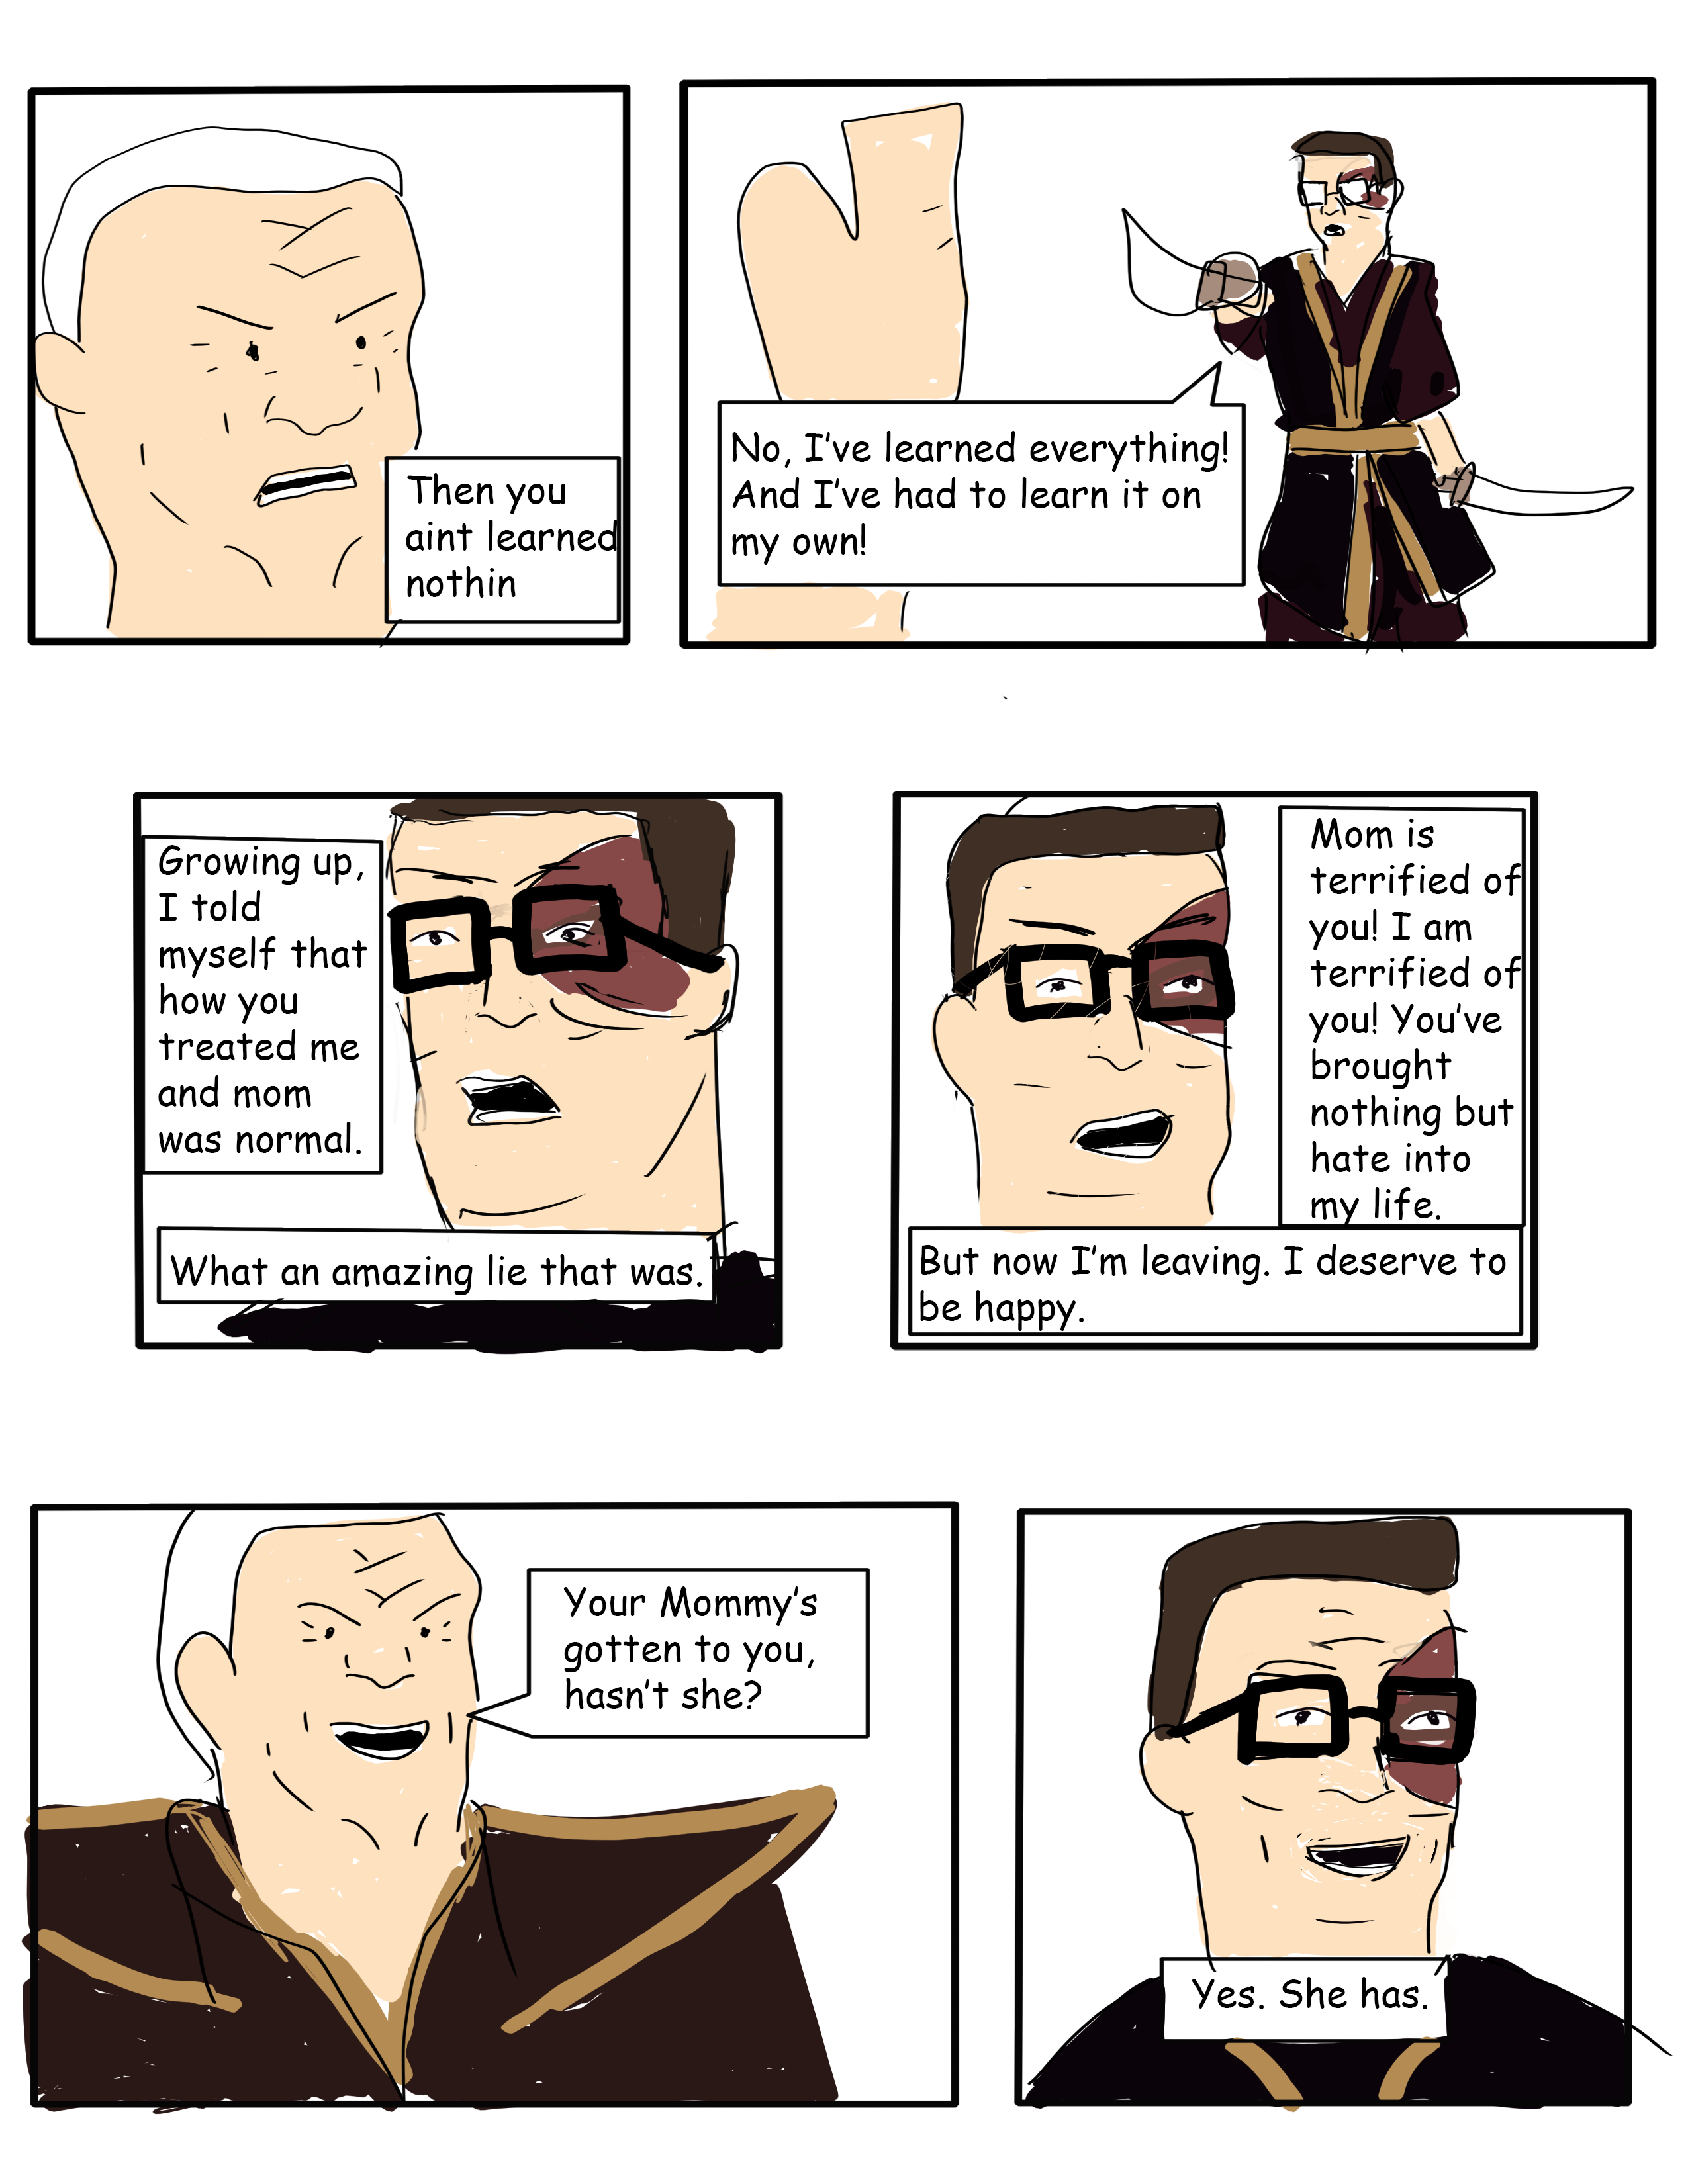 Then you
aint learned
nothin
No, I've learned everything!
And I've had to learn it on
my own!
Growing up,
I told
myself that
how you
treated me
and mom
was normal.
What an amazing lie that was.
Mom is
terrified of
you! I am
terrified of
you! You've
brought
nothing but
hate into
my life.
But now I'm leaving. I deserve to
be happy.
Your Mommy's
gotten to you,
hasn't she?
Yes. She has.